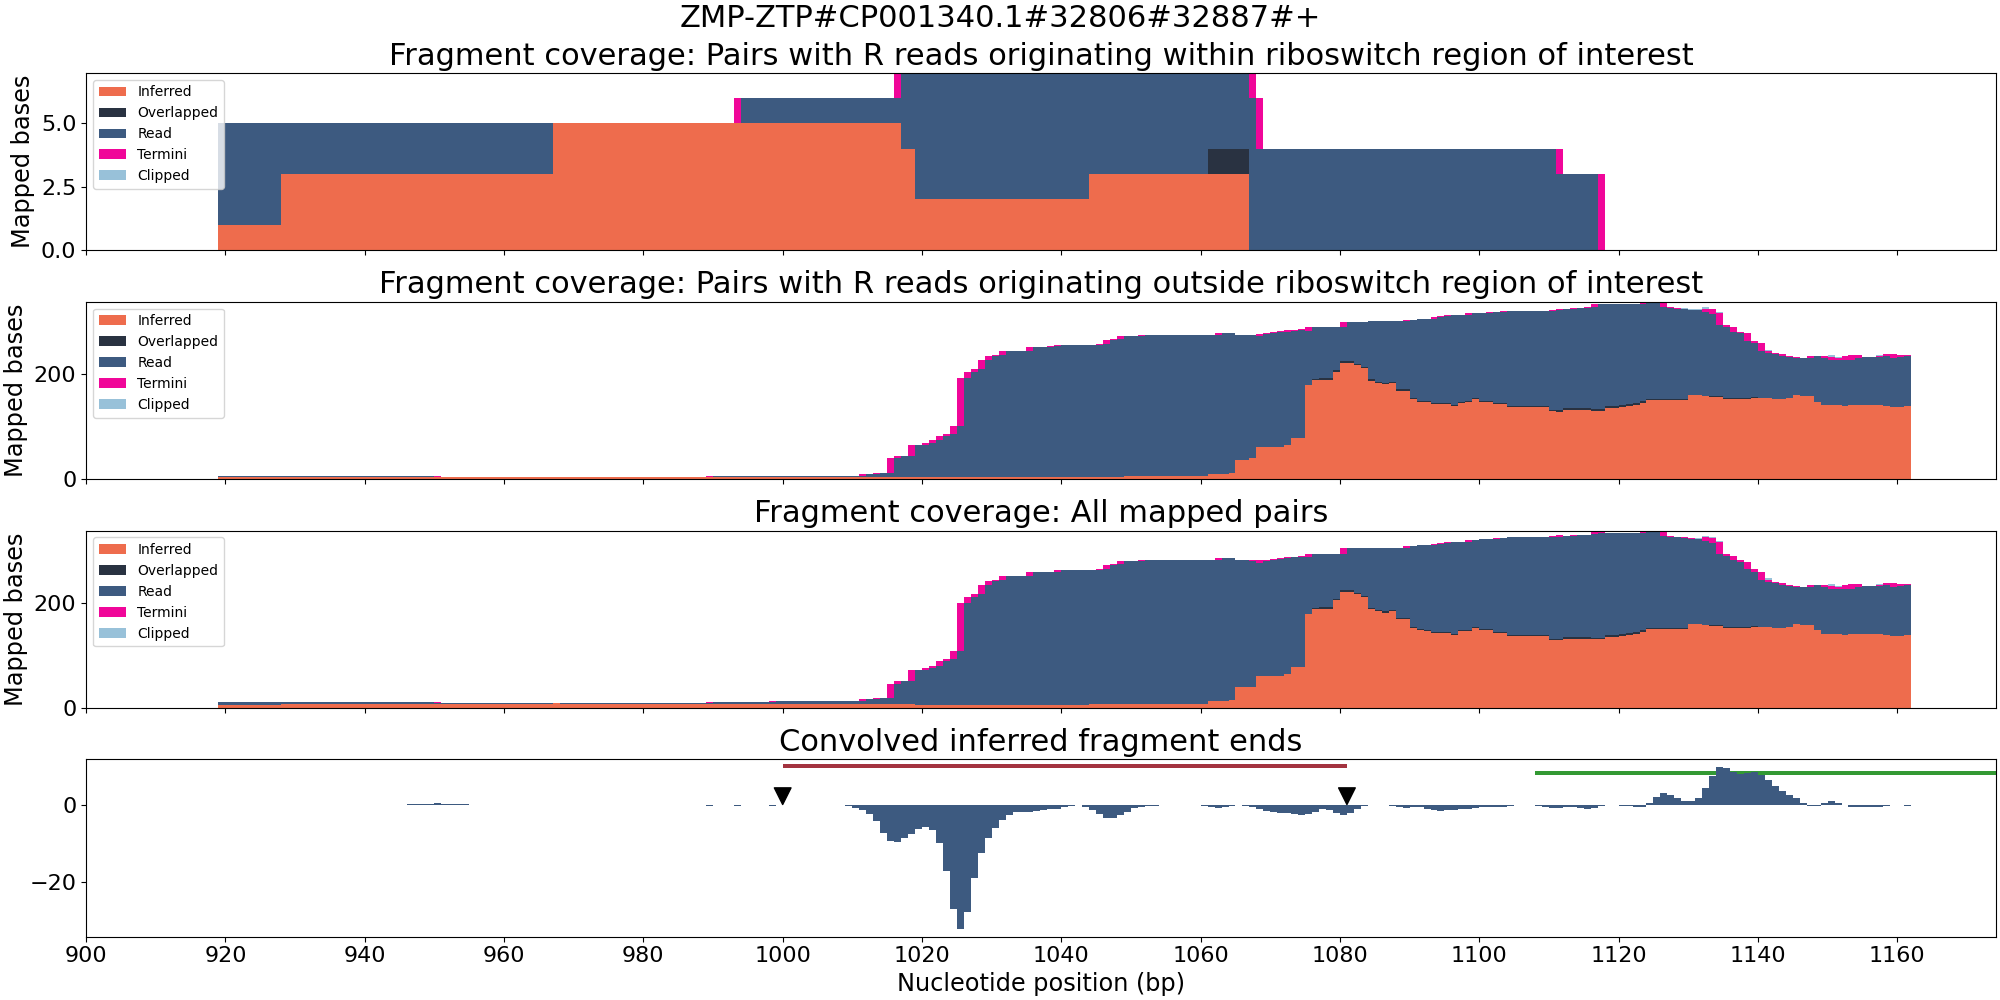 ZMP-ZTP#CP001340.1#32806#32887#+
Fragment coverage: Pairs with R reads originating within riboswitch region of interest
Mapped bases
5.0
2.5
0.0
Inferred
Overlapped
Read
Termini
Clipped
Fragment coverage: Pairs with R reads originating outside riboswitch region of interest
Mapped bases
200
0
Inferred
Overlapped
Read
Termini
Clipped
Fragment coverage: All mapped pairs
Mapped bases
200
0
Inferred
Overlapped
Read
Termini
Clipped
Convolved inferred fragment ends
0
−20
900 920 940 960 980 1000 1020 1040 1060 1080 1100 1120 1140 1160
Nucleotide position (bp)